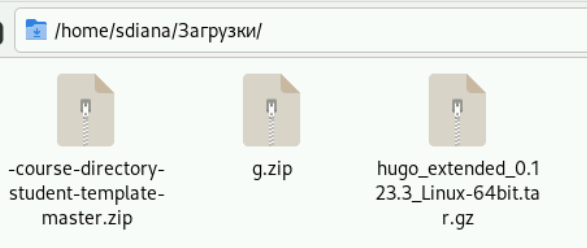 /home/sdiana/Загрузки/
-course-directory-
student-template-
master.zip
g.zip
hugo_extended_0.1
23.3_Linux-64bit.ta
r.gz